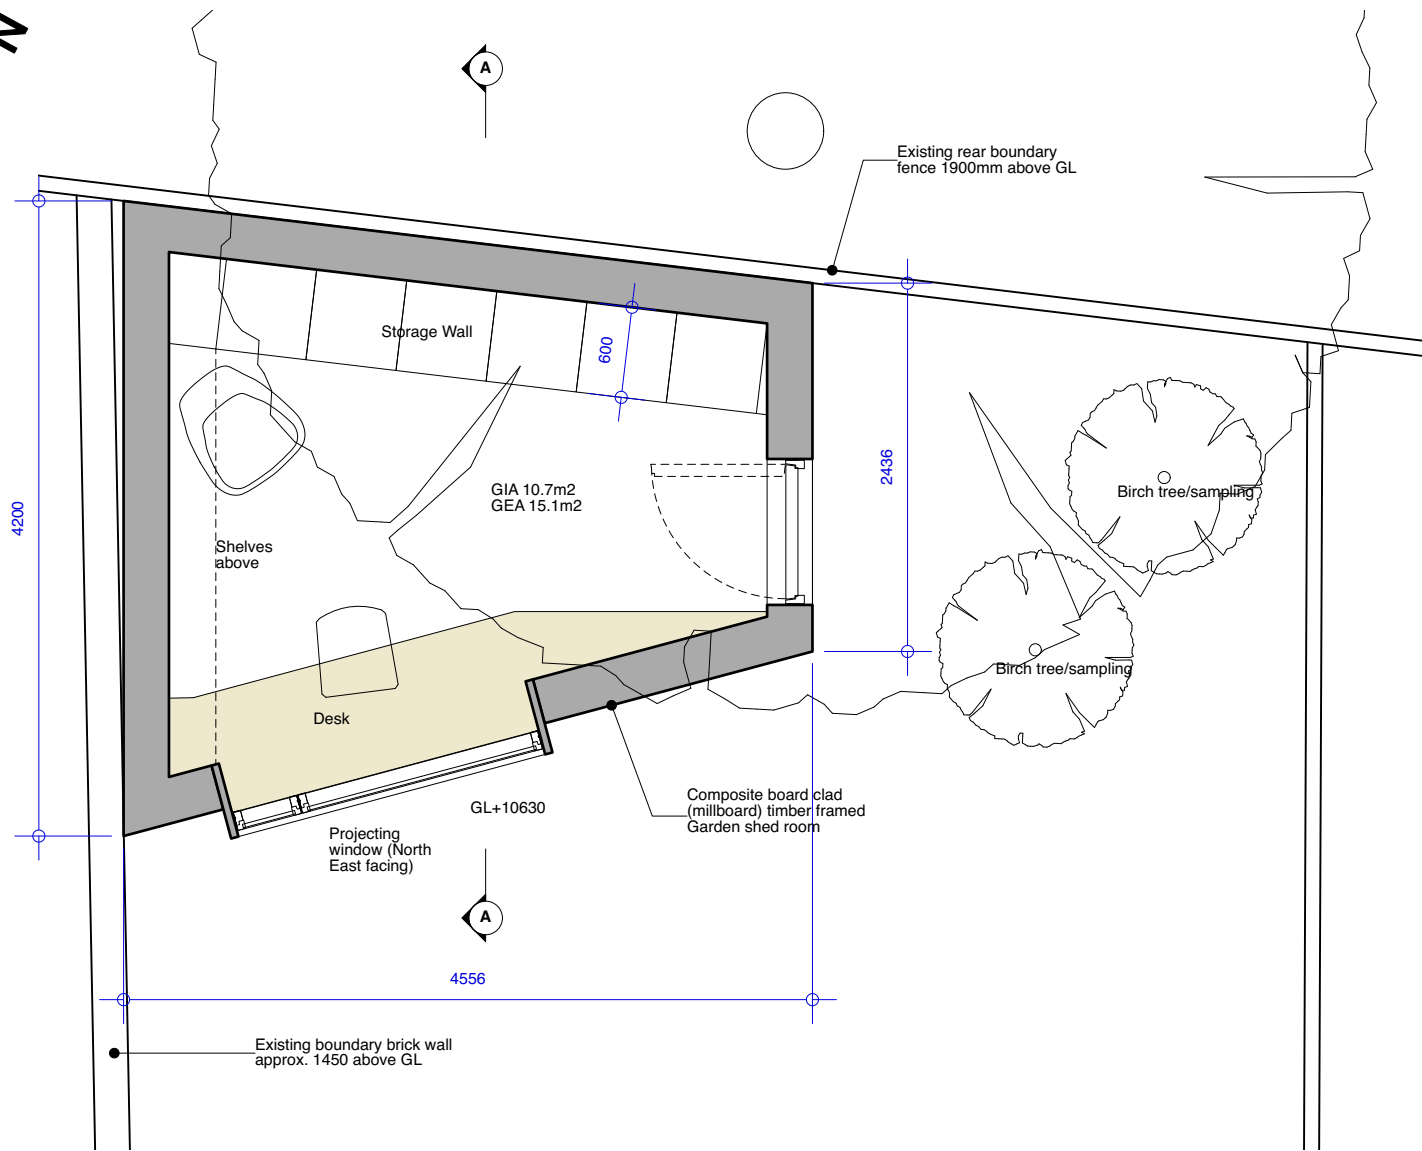 N
A
Existing rear boundary
fence 1900mm above GL
Storage Wall
600
2436
4200
GIA 10.7m2
GEA 15.1m2
Birch tree/sampling
Shelves
above
Birch tree/sampling
Desk
GL+10630
Composite board clad
(millboard) timber framed
Garden shed room
Projecting
window (North
East facing)
A
4556
Existing boundary brick wall
approx. 1450 above GL